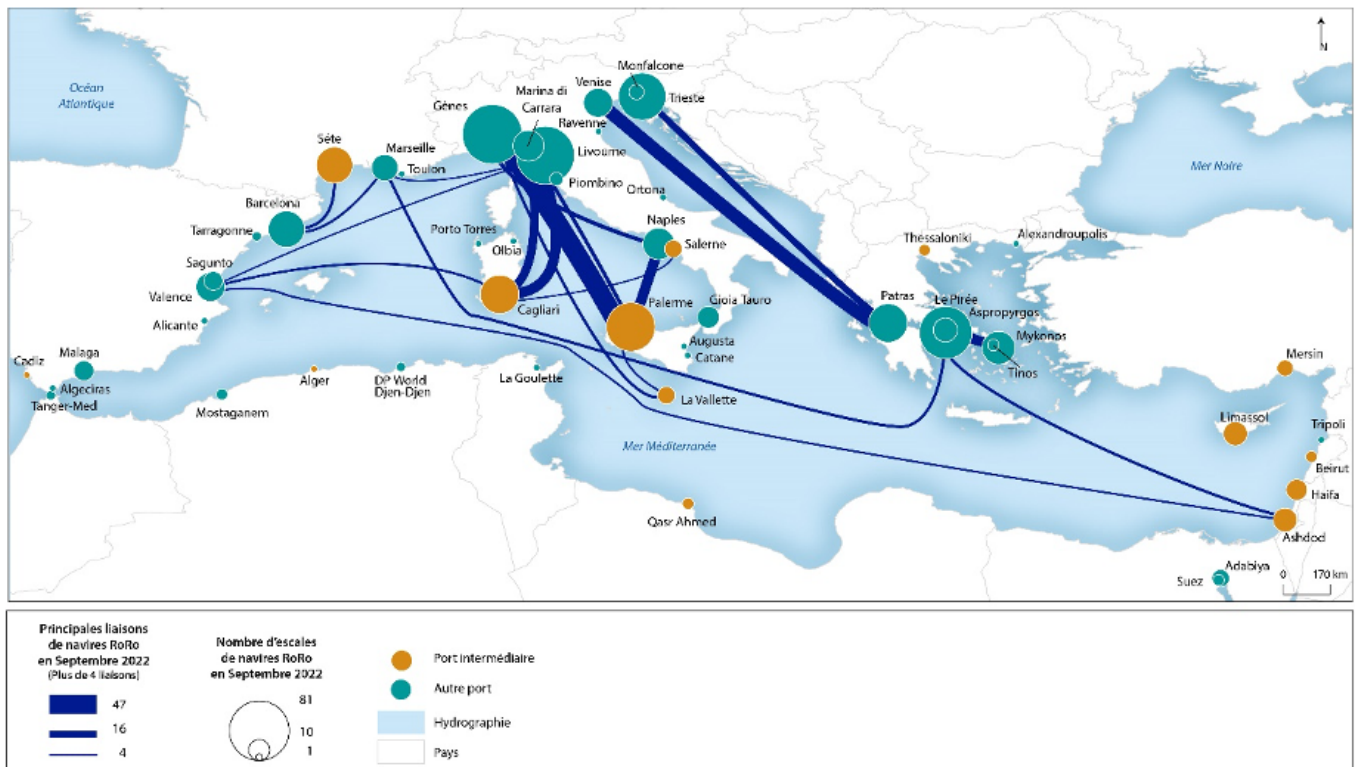 N
Océan
Atlantique
Mer Noire
Monfalcone
Venise
Trieste
Marina di
Carrara
Gênes
Ravenne
Livourne
Piombino
Ortona
Sète
Marseille
Toulon
Barcelona
Tarragonne
Porto Torres
Olbia
Naples
Salerne
Thessaloniki
Alexandroupolis
Sagunto
Valence
Cagliari
Palerme
Gioia Tauro
Patras
Le Pirée
Aspropyrgos
Mykonos
Tinos
Alicante
Augusta
Catane
Cadiz
Malaga
Algeciras
Tanger-Med
Mostaganem
Alger
DP World
Djen-Djen
La Goulette
La Vallette
Mersin
Limassol
Tripoli
Beirut
Haifa
Ashdod
Mer Méditerranée
Qasr Ahmed
Suez
Adabiya
0 170 km
Principales liaisons
de navires RoRo
en Septembre 2022
(Plus de 4 liaisons)
47
16
4
Nombre d'escales
de navires RoRo
en Septembre 2022
81
10
1
Port intermédiaire
Autre port
Hydrographie
Pays